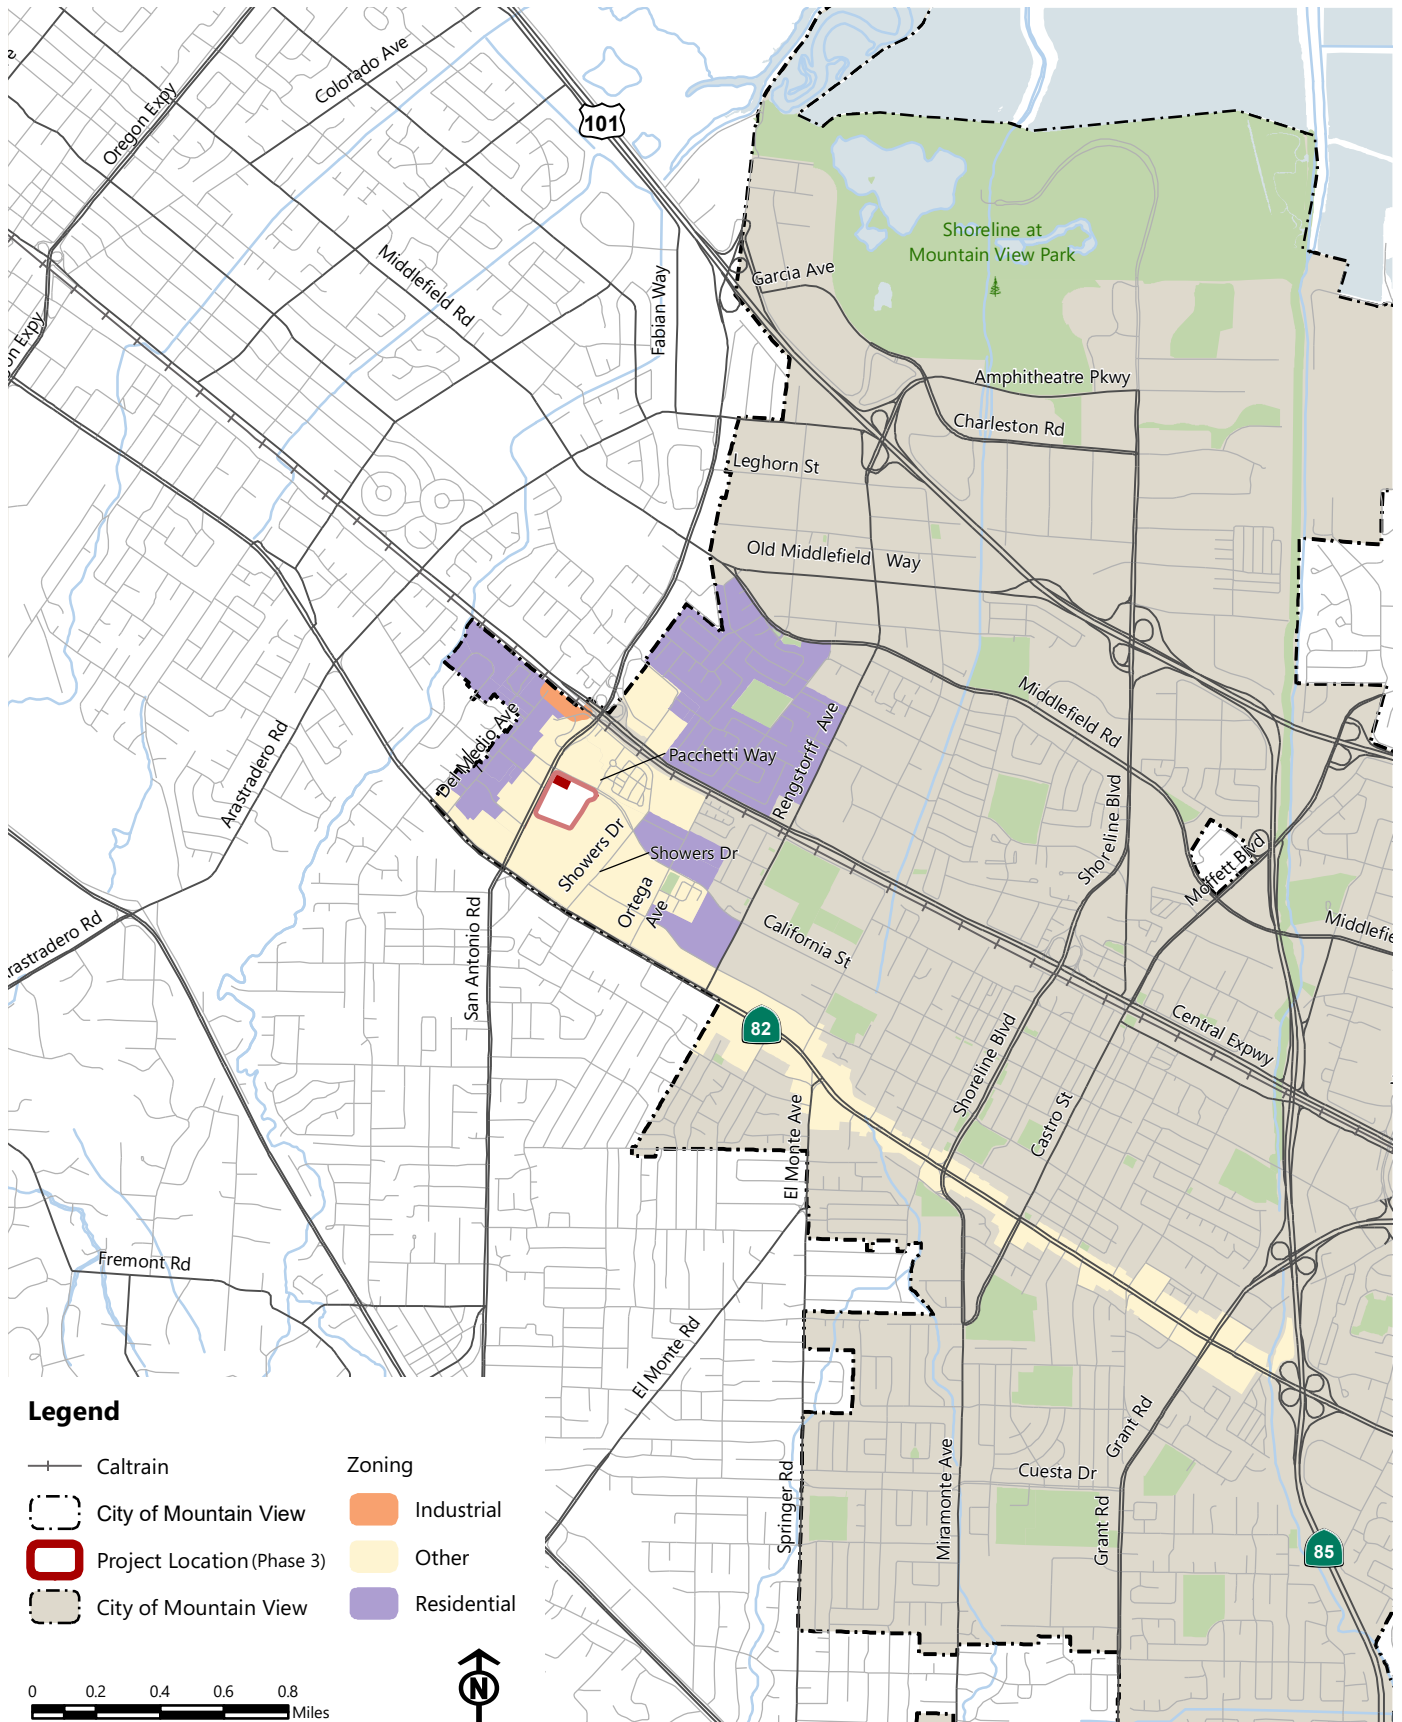 Colorado Ave
Oregon Expy
101
Middlefield Rd
Fabian Way
Garcia Ave
Shoreline at
Mountain View Park
on Expy
Amphitheatre Pkwy
Charleston Rd
Leghorn St
Old Middlefield Way
Middlefield Rd
Del Medio Ave
Arastradero Rd
Pacchetti Way
Rengstorff Ave
Shoreline Blvd
Moffett Blvd
Showers Dr
Showers Dr
Ortega
Ave
San Antonio Rd
California St
Middlefie
rastradero Rd
82
Central Expwy
Shoreline Blvd
Castro St
El Monte Ave
Fremont Rd
El Monte Rd
Grant Rd
Cuesta Dr
Miramonte Ave
Springer Rd
Grant Rd
85
Legend
Caltrain
City of Mountain View
Project Location (Phase 3)
City of Mountain View
Zoning
Industrial
Other
Residential
0 0.2 0.4 0.6 0.8
Miles
N